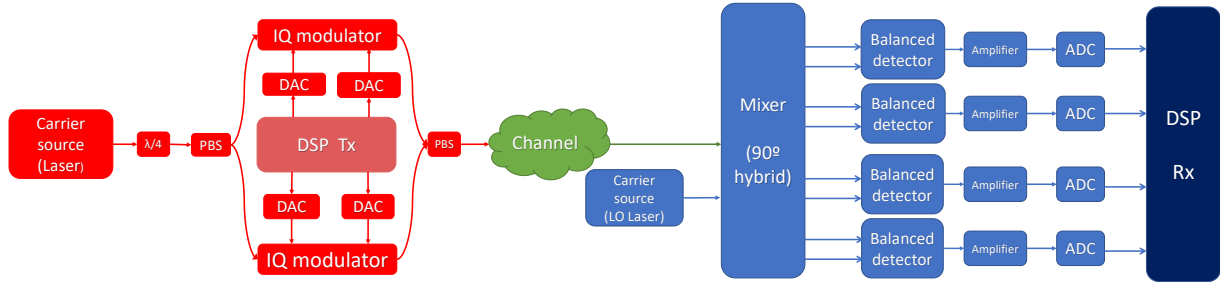 Carrier
source
(Laser)
λ/4
PBS
IQ modulator
DAC
DAC
DSP Tx
DAC
DAC
IQ modulator
PBS
Channel
Carrier
source
(LO Laser)
Mixer
(90º
hybrid)
Balanced
detector
Amplifier
ADC
Balanced
detector
Amplifier
ADC
Balanced
detector
Amplifier
ADC
Balanced
detector
Amplifier
ADC
DSP
Rx